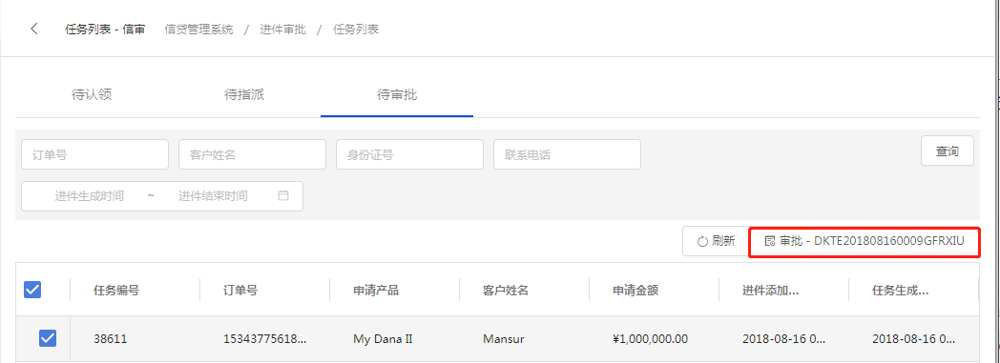 任务列表 - 信审 信贷管理系统 / 进件审批 / 任务列表
待认领 待指派 待审批
订单号 客户姓名 身份证号 联系电话 查询
进件生成时间 ~ 进件结束时间
刷新 审批 - DKTE201808160009GFRXIU
任务编号 订单号 申请产品 客户姓名 申请金额 进件添加... 任务生成...
38611 15343775618... My Dana II Mansur ¥1,000,000.00 2018-08-16 0... 2018-08-16 0...